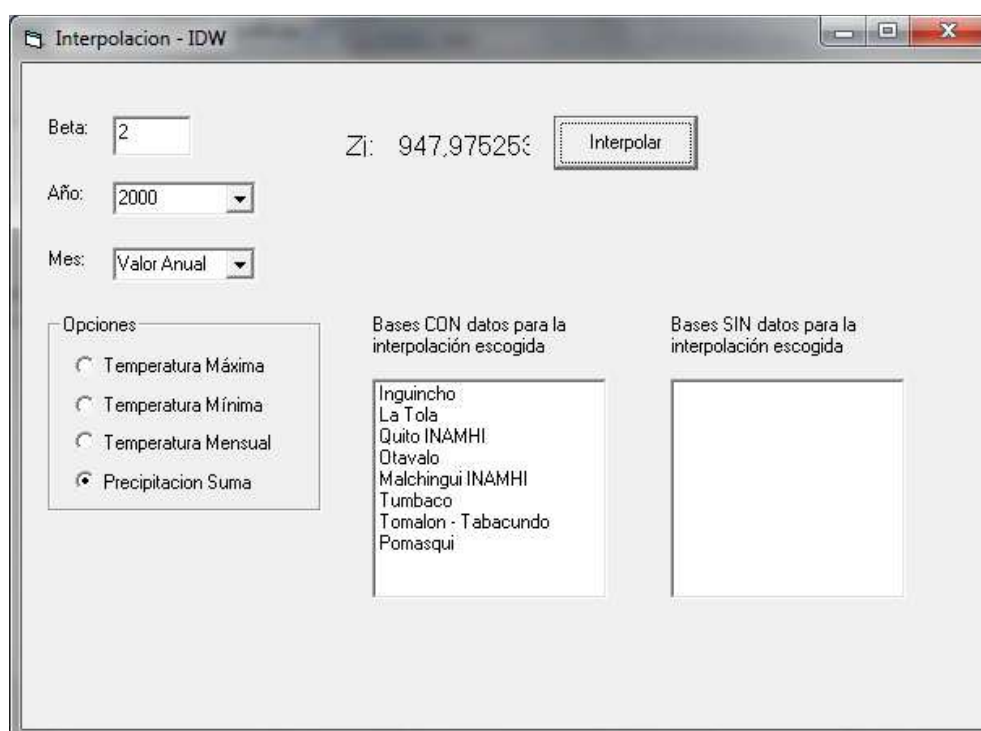 Interpolacion - IDW
Beta: 2
Zi: 947,975253
Interpolar
Año: 2000
Mes: Valor Anual
Opciones
Temperatura Máxima
Temperatura Mínima
Temperatura Mensual
Precipitacion Suma
Bases CON datos para la
interpolación escogida
Inguincho
La Tola
Quito INAMHI
Otavalo
Malchingui INAMHI
Tumbaco
Tomalon - Tabacundo
Pomasqui
Bases SIN datos para la
interpolación escogida